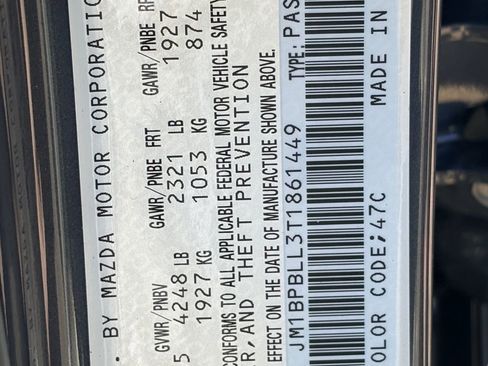 . BY MAZDA MOTOR CORPORATIO
GVWR/PNBV GAWR/PNBE FRT GAWR/PNBE RR
5 4248 LB 2321 LB 1927
1927 KG 1053 KG 874
CONFORMS TO ALL APPLICABLE FEDERAL MOTOR VEHICLE SAFETY
R, AND THEFT PREVENTION
EFFECT ON THE DATE OF MANUFACTURE SHOWN ABOVE.
JM1BPBLL3T1861449 TYPE: PAS
OLOR CODE;47C MADE IN